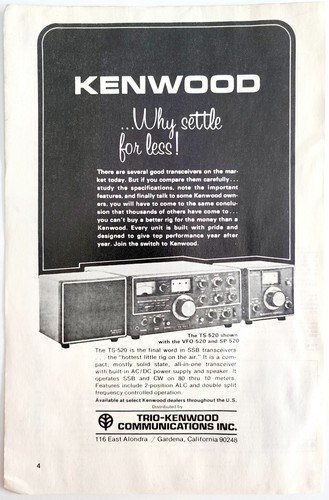 KENWOOD
...Why settle
for less!
There are several good transceivers on the mar-
ket today. But if you compare them carefully...
study the specifications, note the important
features, and finally talk to some Kenwood own-
ers, you will have to come to the same conclu-
sion that thousands of others have come to...
you can't buy a better rig for the money than a
Kenwood. Every unit is built with pride and
designed to give top performance year after
year. Join the switch to Kenwood.
The TS-520 shown
with the VFO-520 and SP-520
The TS-520 is the final word in SSB transceivers
... the "hottest little rig on the air." It is a com-
pact, mostly solid state, all-in-one transceiver
with built-in AC/DC power supply and speaker. It
operates SSB and CW on 80 thru 10 meters.
Features include 2-position ALC and double split
frequency controlled operation.
Available at select Kenwood dealers throughout the U.S.
Distributed by
TRIO-KENWOOD
COMMUNICATIONS INC.
116 East Alondra / Gardena, California 90248
4